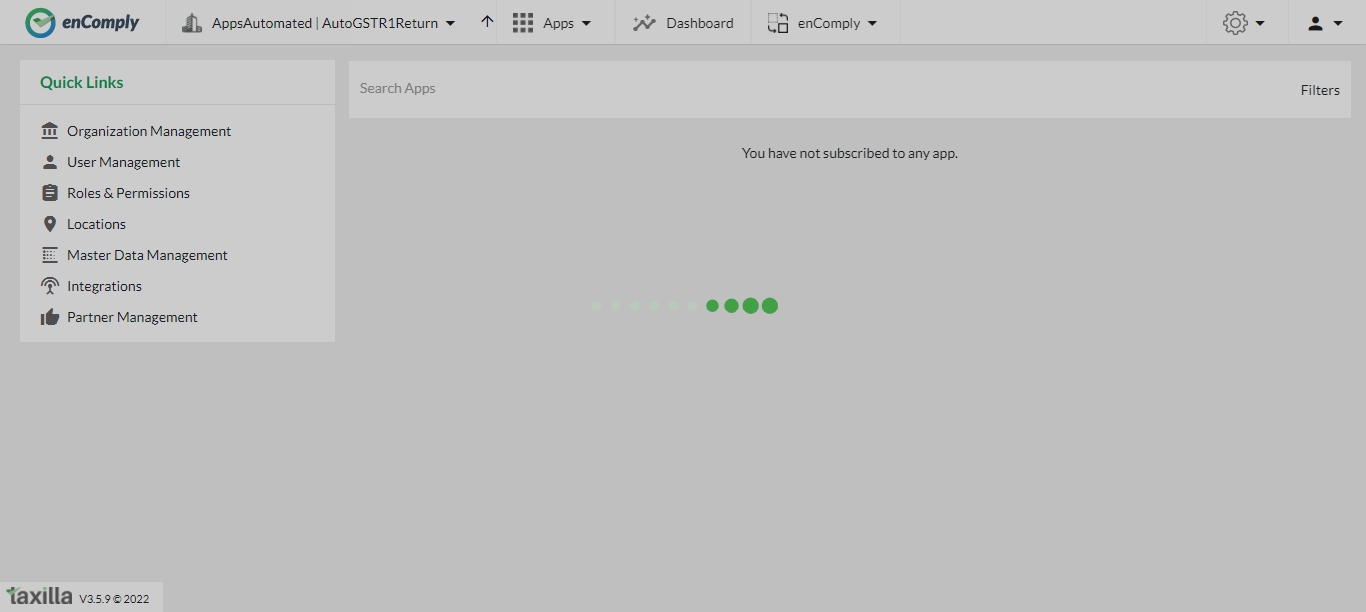 enComply
AppsAutomated | AutoGSTR1Return
Apps
Dashboard
enComply
Quick Links
Organization Management
User Management
Roles & Permissions
Locations
Master Data Management
Integrations
Partner Management
Search Apps
Filters
You have not subscribed to any app.
taxilla V3.5.9 © 2022